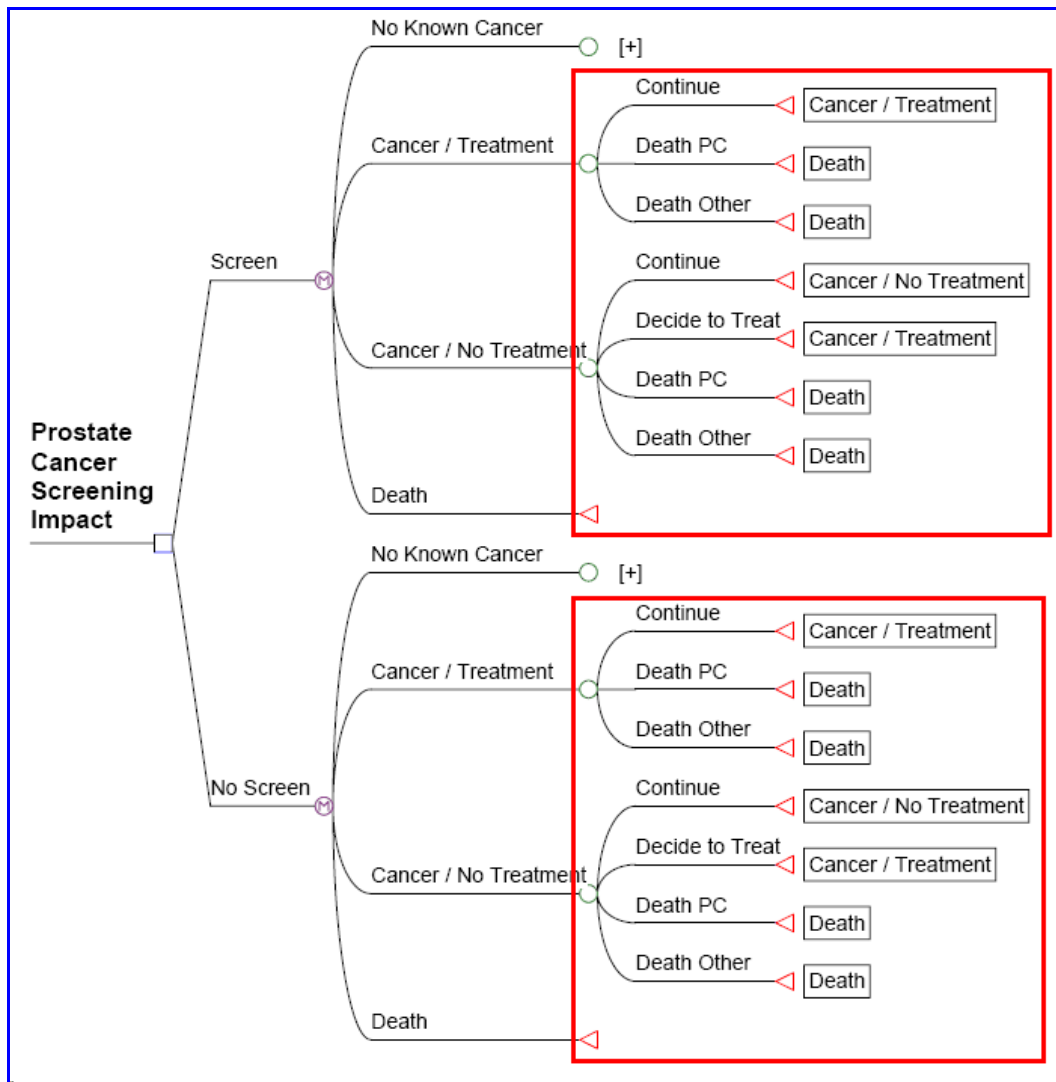 No Known Cancer
[+]
Continue
Cancer / Treatment
Cancer / Treatment
Death PC
Death
Death Other
Death
Screen
M
Continue
Cancer / No Treatment
Cancer / No Treatment
Decide to Treat
Cancer / Treatment
Death PC
Death
Death Other
Death
Death
Prostate
Cancer
Screening
Impact
No Known Cancer
[+]
Continue
Cancer / Treatment
Cancer / Treatment
Death PC
Death
Death Other
Death
No Screen
M
Continue
Cancer / No Treatment
Cancer / No Treatment
Decide to Treat
Cancer / Treatment
Death PC
Death
Death Other
Death
Death